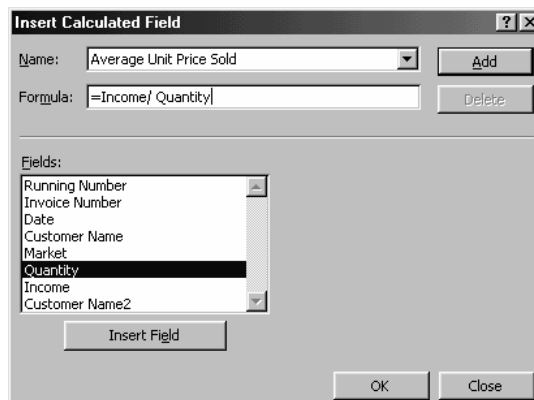 Insert Calculated Field
Name: Average Unit Price Sold Add
Formula: =Income/ Quantity Delete
Fields:
Running Number
Invoice Number
Date
Customer Name
Market
Quantity
Income
Customer Name2
Insert Field
OK Close